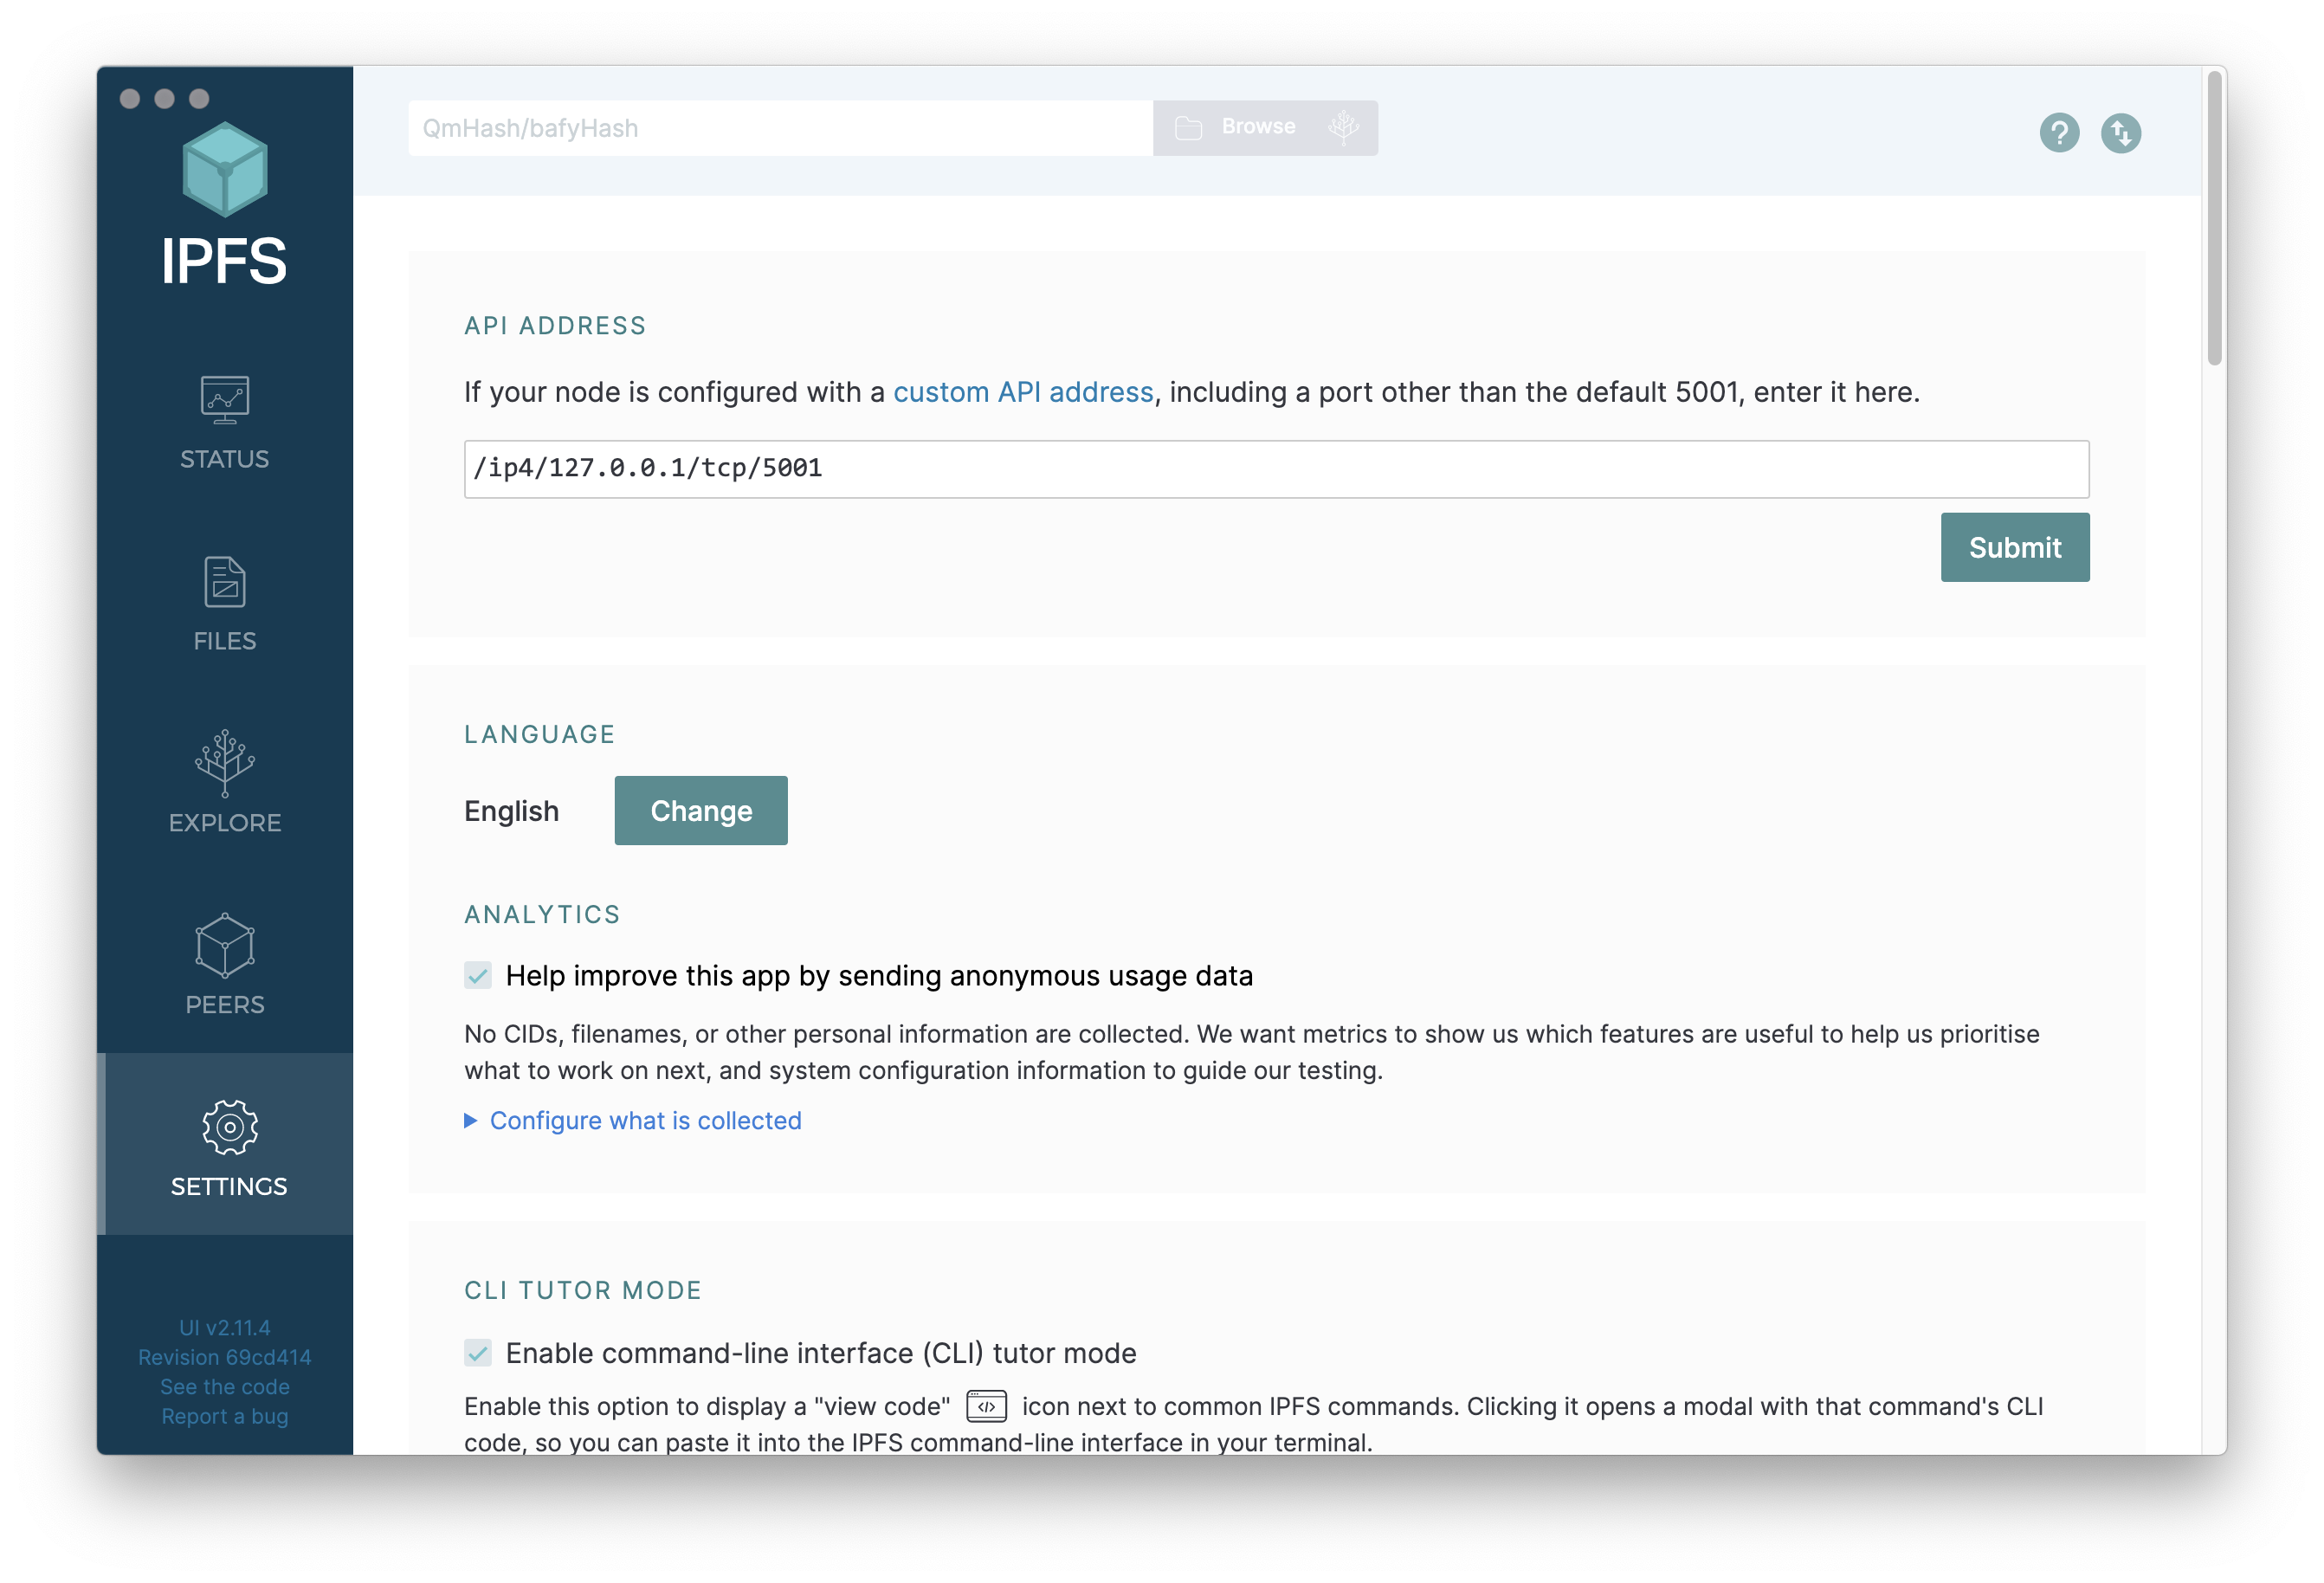 IPFS
STATUS
FILES
EXPLORE
PEERS
SETTINGS
UI v2.11.4
Revision 69cd414
See the code
Report a bug
QmHash/bafyHash
Browse
?
API ADDRESS
If your node is configured with a custom API address, including a port other than the default 5001, enter it here.
/ip4/127.0.0.1/tcp/5001
Submit
LANGUAGE
English
Change
ANALYTICS
Help improve this app by sending anonymous usage data
No CIDs, filenames, or other personal information are collected. We want metrics to show us which features are useful to help us prioritise
what to work on next, and system configuration information to guide our testing.
Configure what is collected
CLI TUTOR MODE
Enable command-line interface (CLI) tutor mode
Enable this option to display a "view code" </> icon next to common IPFS commands. Clicking it opens a modal with that command's CLI
code, so you can paste it into the IPFS command-line interface in your terminal.